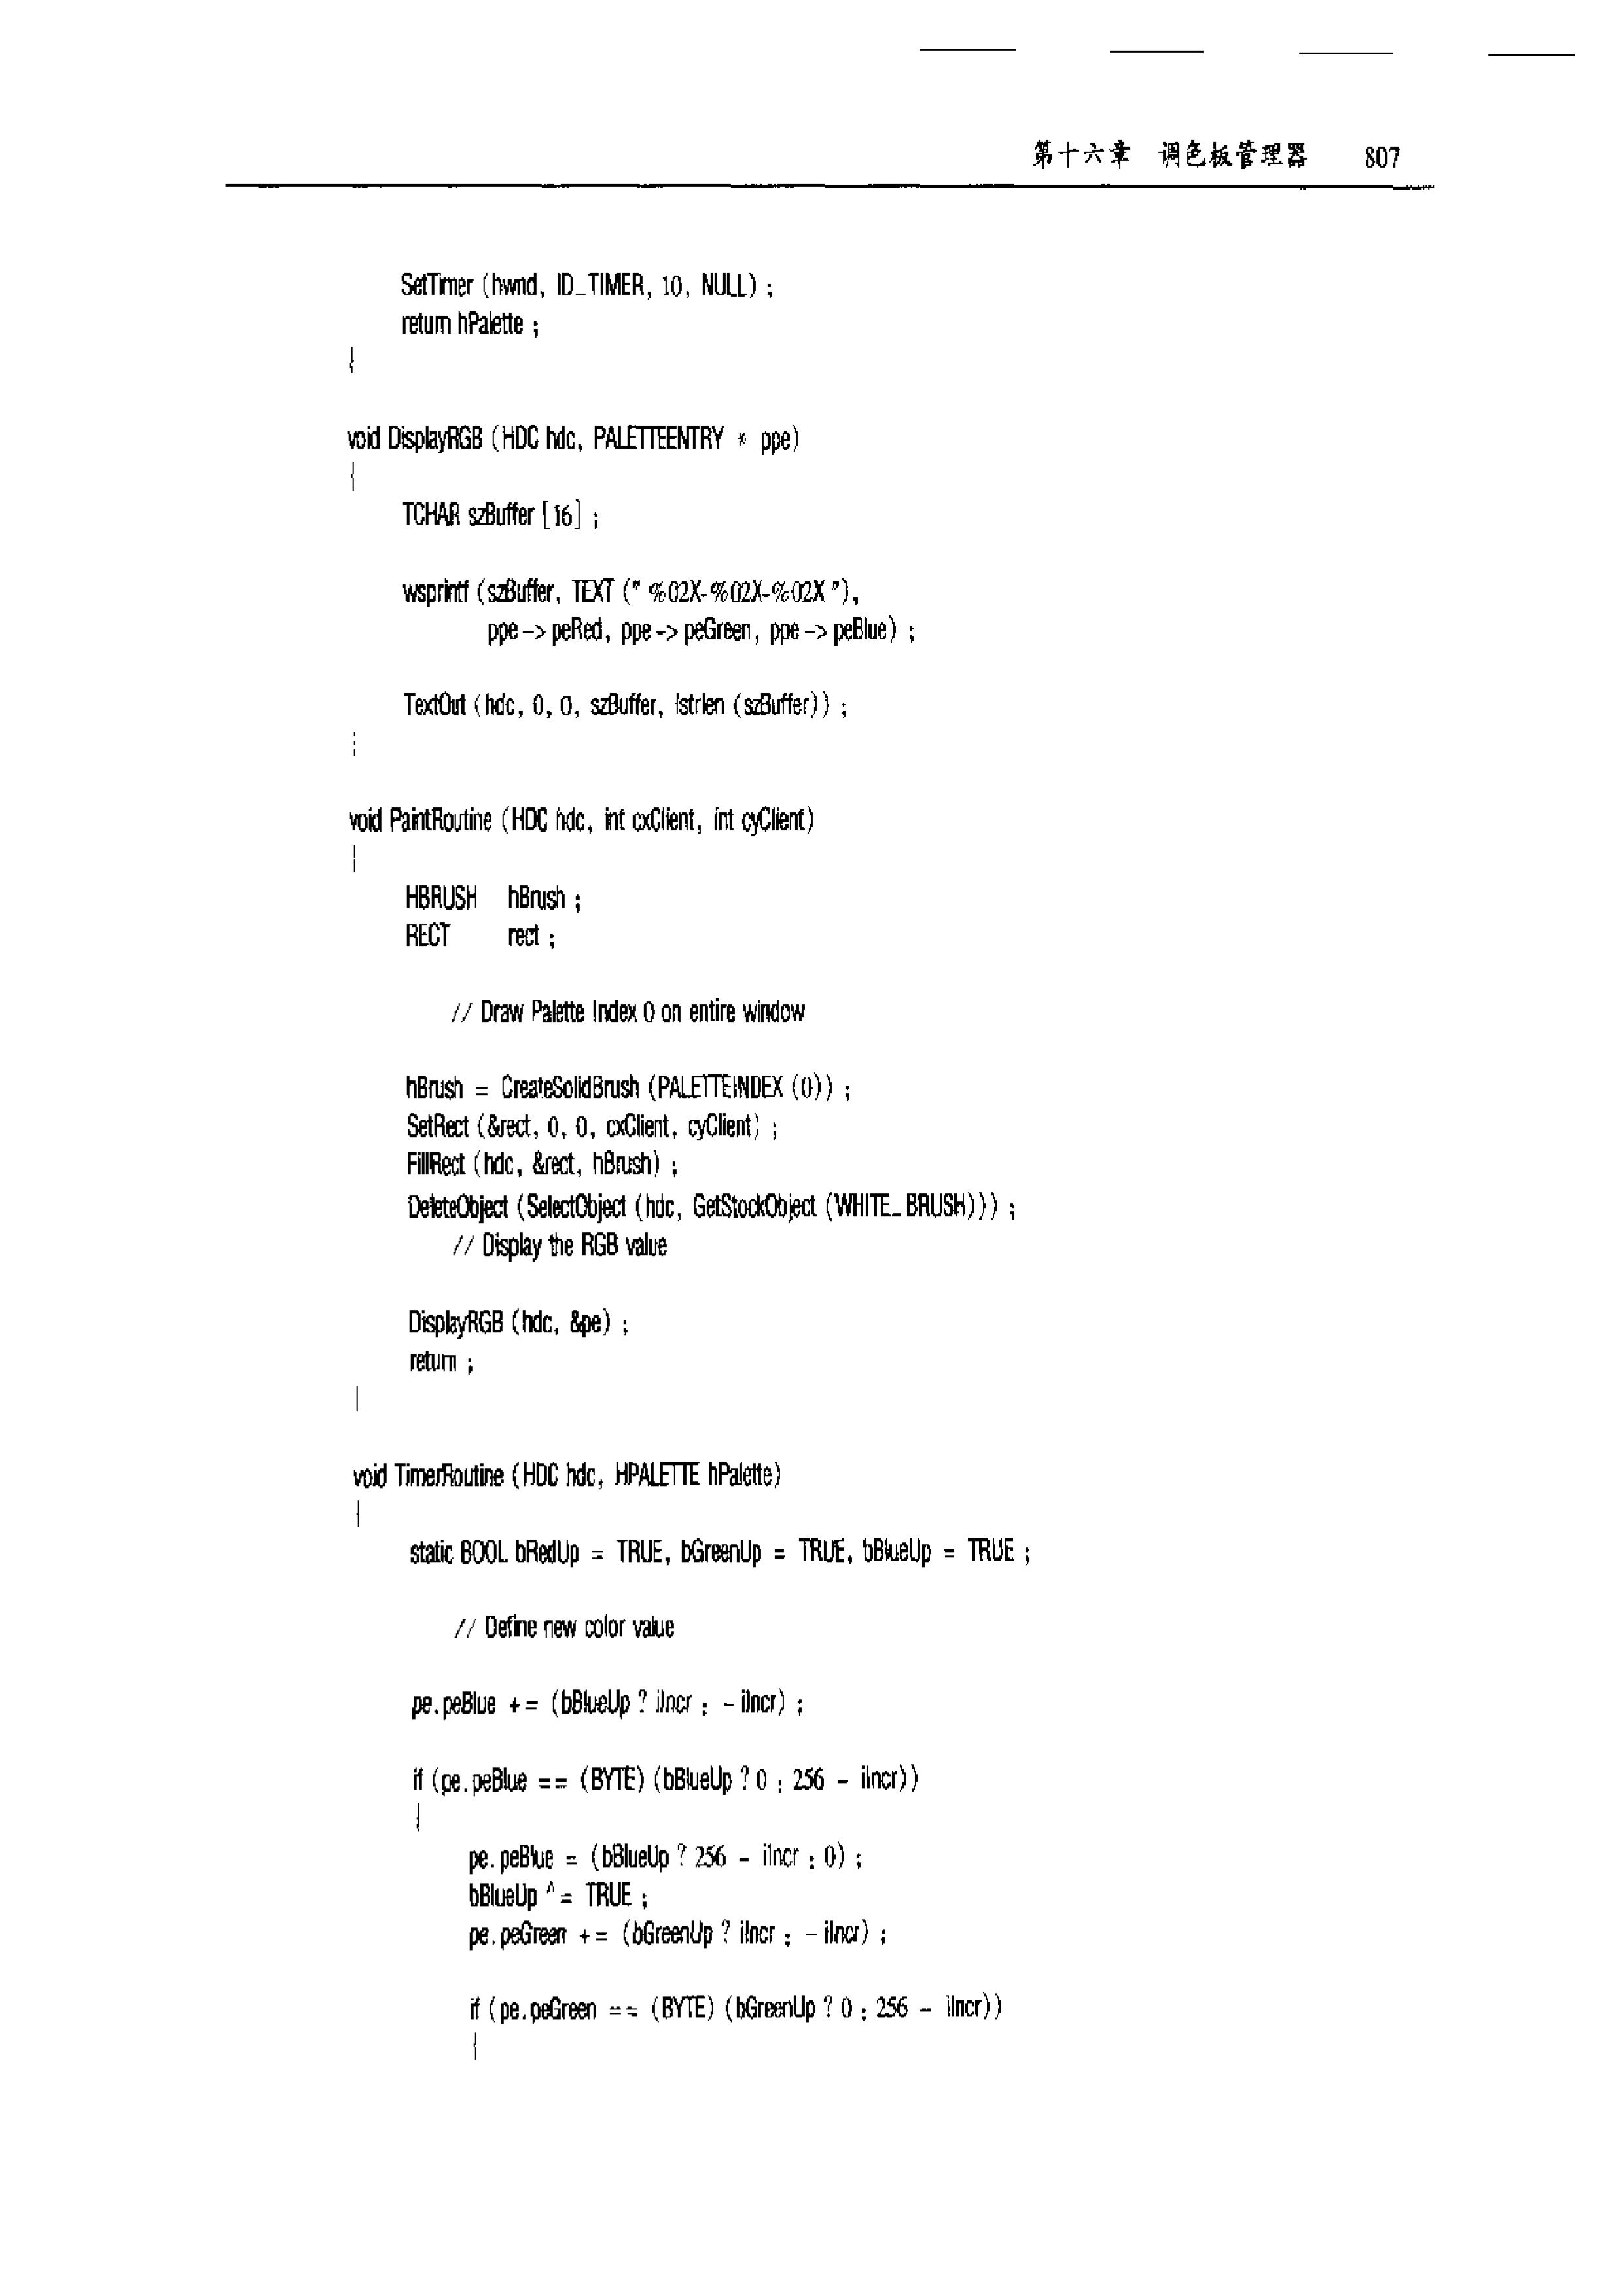 第十六章 调色板管理器 807
SetTimer (hwnd, ID_TIMER, 10, NULL) ;
return hPalette ;
}
void DisplayRGB (HDC hdc, PALETTEENTRY * ppe)
{
TCHAR szBuffer [16] ;
wsprintf (szBuffer, TEXT (" %02X-%02X-%02X "),
ppe -> peRed, ppe -> peGreen, ppe -> peBlue) ;
TextOut (hdc, 0, 0, szBuffer, lstrlen (szBuffer)) ;
}
void PaintRoutine (HDC hdc, int cxClient, int cyClient)
{
HBRUSH hBrush ;
RECT rect ;
// Draw Palette Index 0 on entire window
hBrush = CreateSolidBrush (PALETTEINDEX (0)) ;
SetRect (&rect, 0, 0, cxClient, cyClient) ;
FillRect (hdc, &rect, hBrush) ;
DeleteObject (SelectObject (hdc, GetStockObject (WHITE_BRUSH))) ;
// Display the RGB value
DisplayRGB (hdc, &pe) ;
return ;
}
void TimerRoutine (HDC hdc, HPALETTE hPalette)
{
static BOOL bRedUp = TRUE, bGreenUp = TRUE, bBlueUp = TRUE ;
// Define new color value
pe.peBlue += (bBlueUp ? iIncr : - iIncr) ;
if (pe.peBlue == (BYTE) (bBlueUp ? 0 : 256 - iIncr))
{
pe.peBlue = (bBlueUp ? 256 - iIncr : 0) ;
bBlueUp ^= TRUE ;
pe.peGreen += (bGreenUp ? iIncr : - iIncr) ;
if (pe.peGreen == (BYTE) (bGreenUp ? 0 : 256 - iIncr))
{